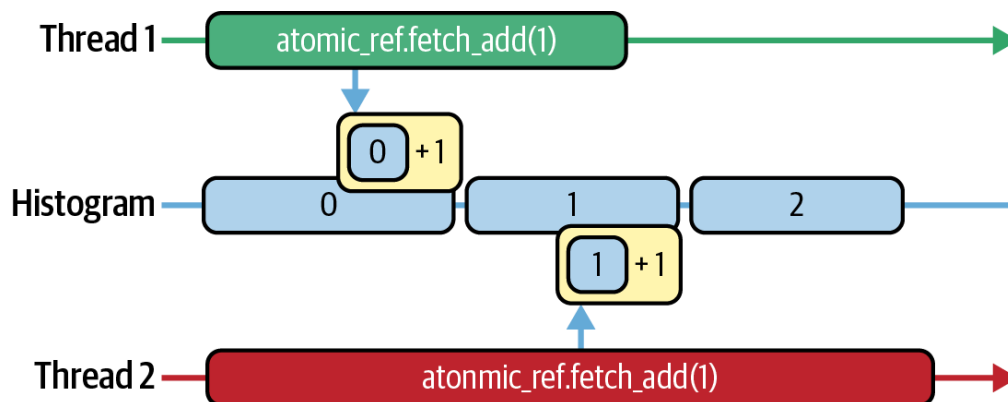 Thread 1 atomic_ref.fetch_add(1)
0 +1
Histogram 0 1 2
1 +1
Thread 2 atonmic_ref.fetch_add(1)